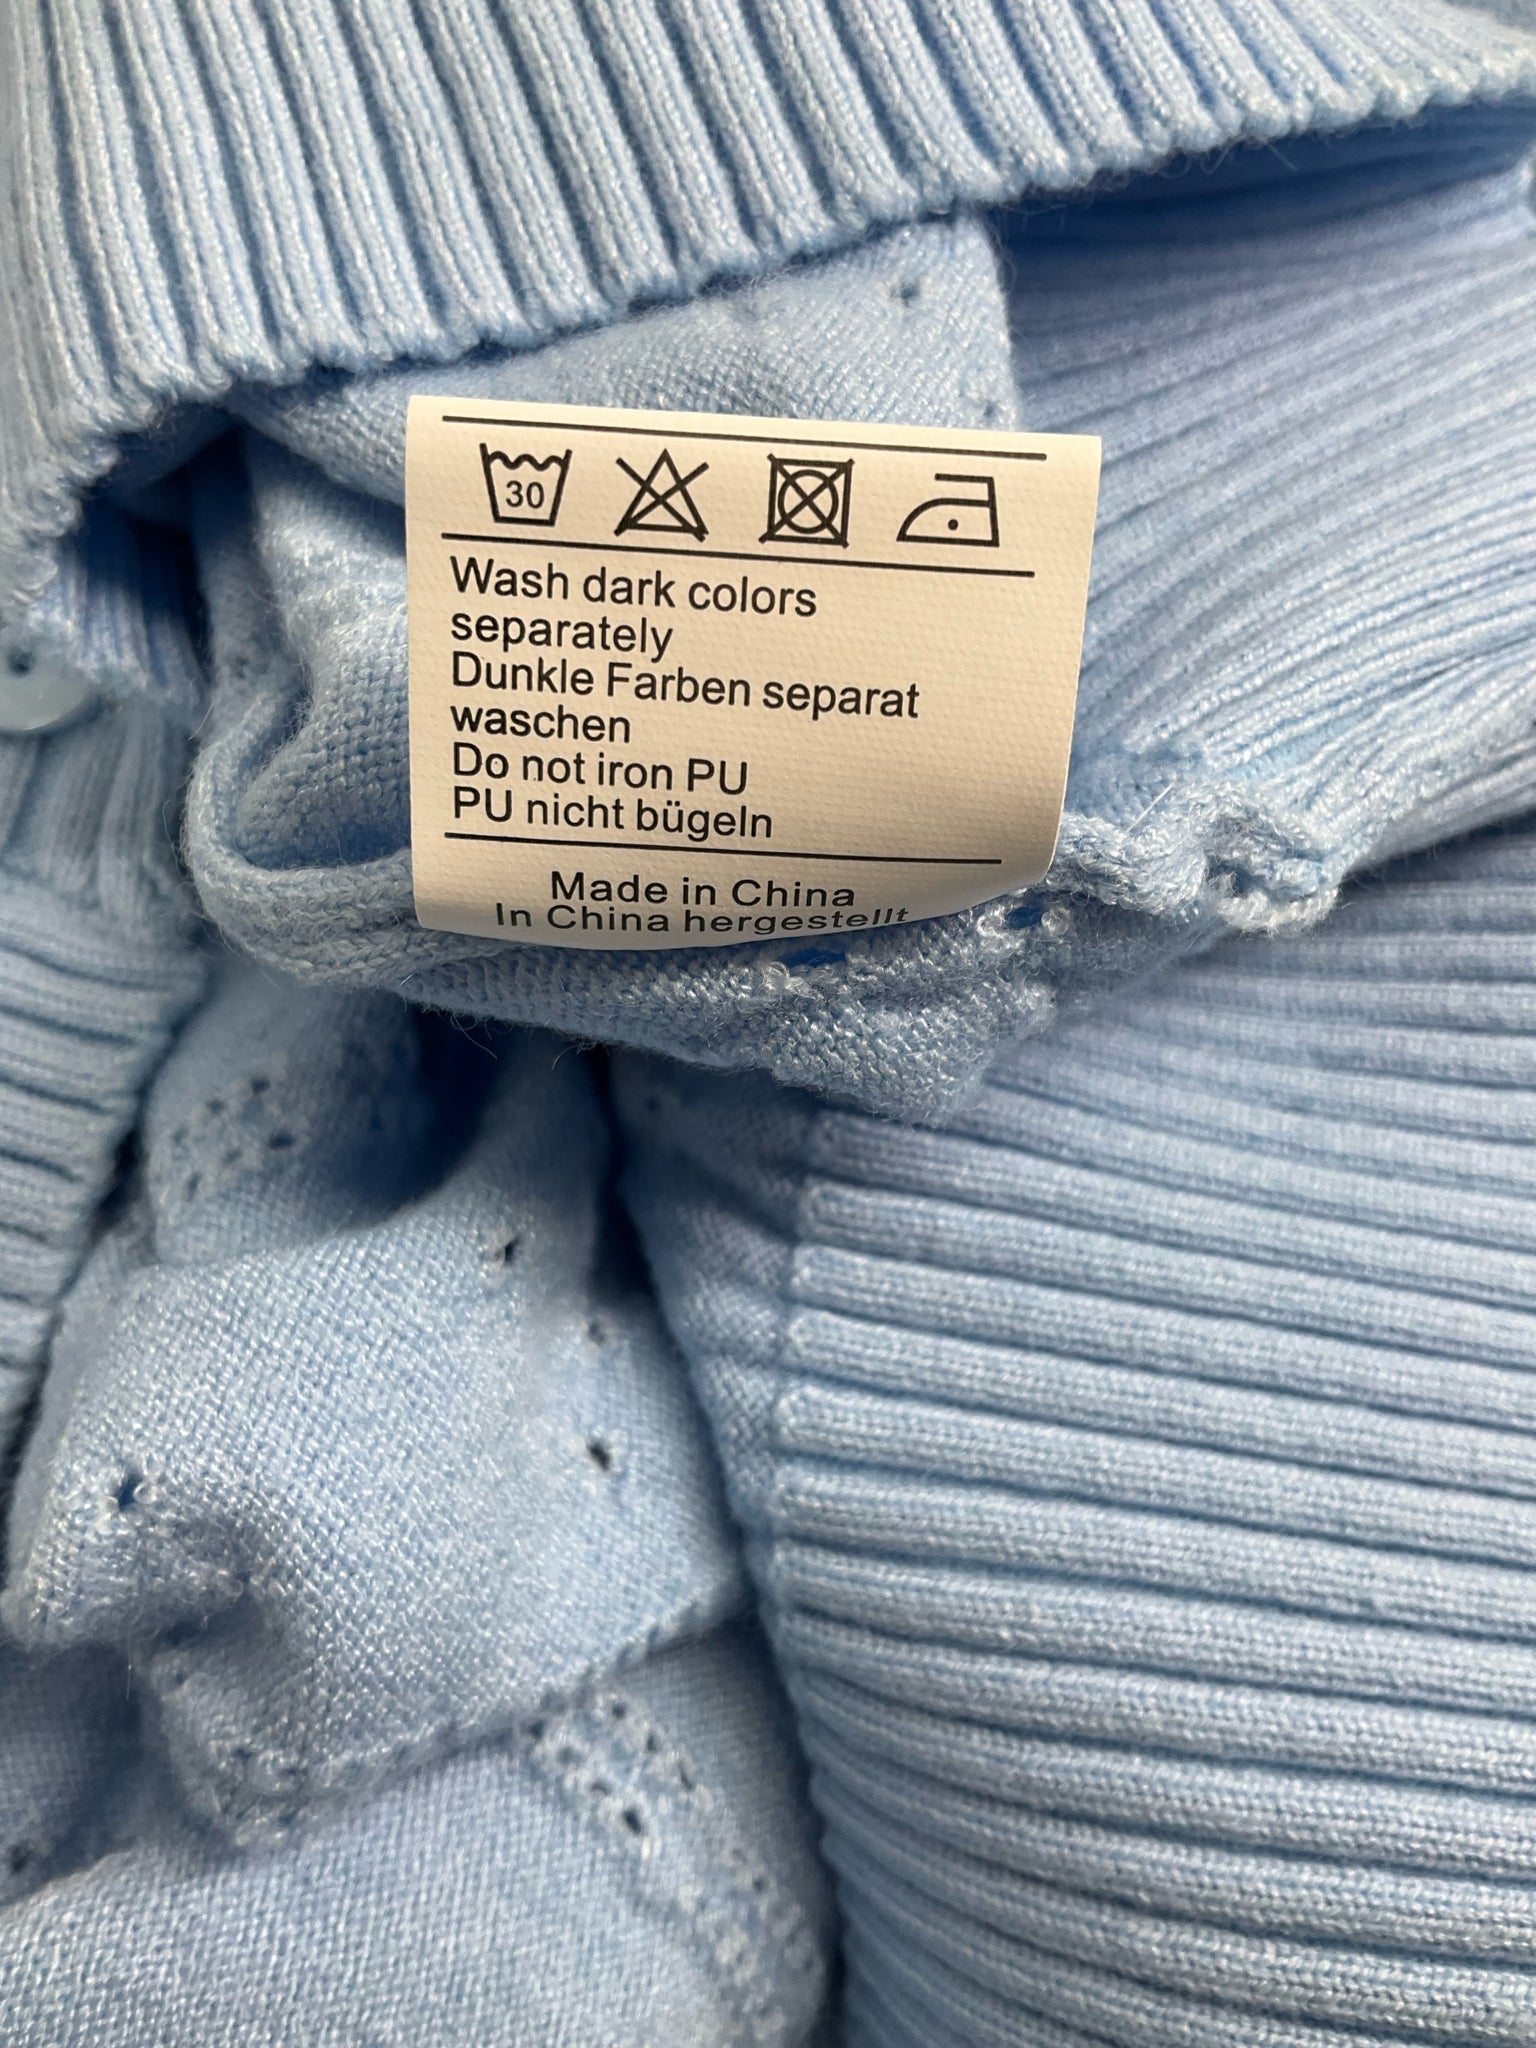 30
Wash dark colors
separately
Dunkle Farben separat
waschen
Do not iron PU
PU nicht bügeln
Made in China
In China hergestellt